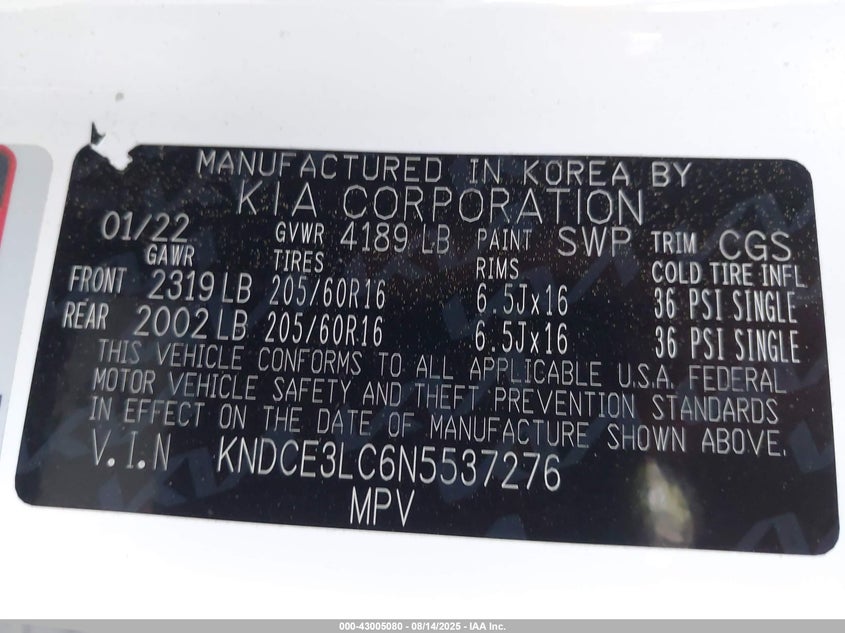 MANUFACTURED IN KOREA BY
KIA CORPORATION
01/22 GVWR 4189 LB PAINT SWP TRIM CGS
GAWR TIRES RIMS COLD TIRE INFL
FRONT 2319 LB 205/60R16 6.5Jx16 36 PSI SINGLE
REAR 2002 LB 205/60R16 6.5Jx16 36 PSI SINGLE
THIS VEHICLE CONFORMS TO ALL APPLICABLE U.S.A. FEDERAL
MOTOR VEHICLE SAFETY AND THEFT PREVENTION STANDARDS
IN EFFECT ON THE DATE OF MANUFACTURE SHOWN ABOVE.
V.I.N KNDCE3LC6N5537276
MPV
000-43005080 - 08/14/2025 - IAA Inc.